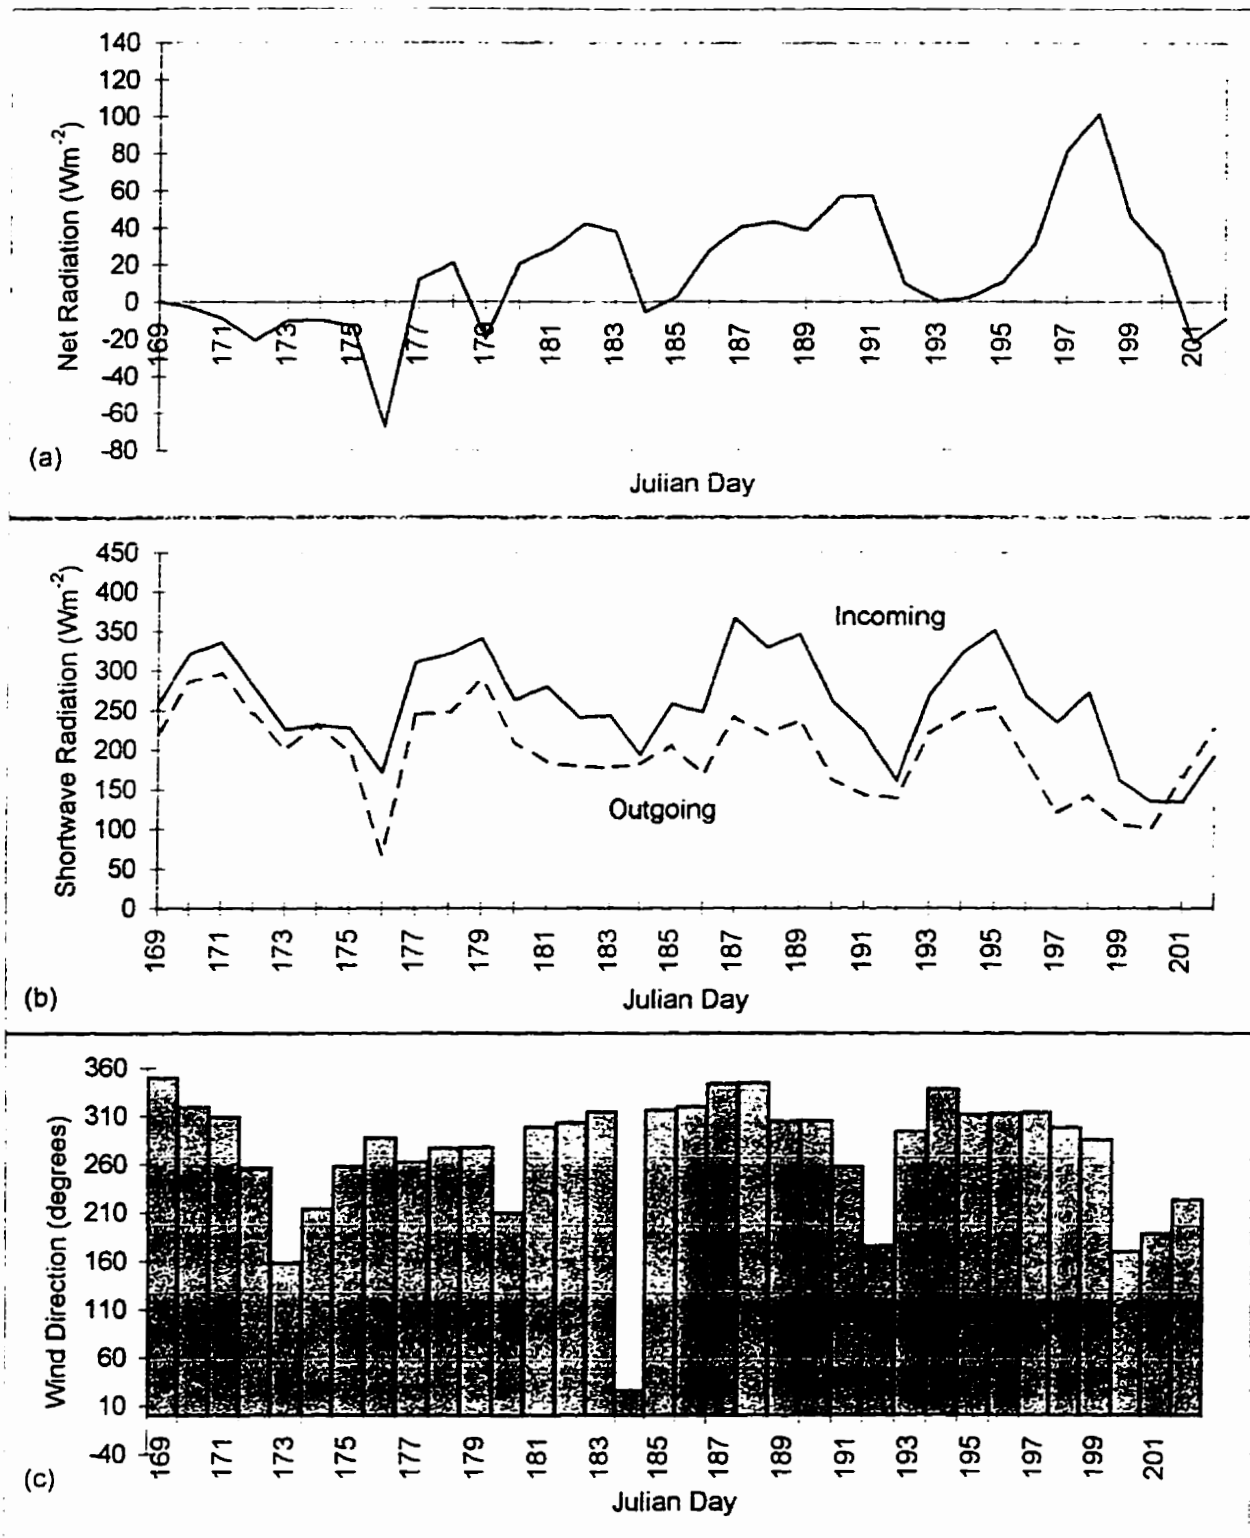 140
120
100
80
60
40
20
0
-20
-40
-60
-80
Net Radiation (Wm-2)
169 171 173 175 177 179 181 183 185 187 189 191 193 195 197 199 201
(a)
Julian Day
450
400
350
300
250
200
150
100
50
0
Shortwave Radiation (Wm-2)
Incoming
Outgoing
169 171 173 175 177 179 181 183 185 187 189 191 193 195 197 199 201
(b)
Julian Day
360
310
260
210
160
110
60
10
-40
Wind Direction (degrees)
169 171 173 175 177 179 181 183 185 187 189 191 193 195 197 199 201
(c)
Julian Day